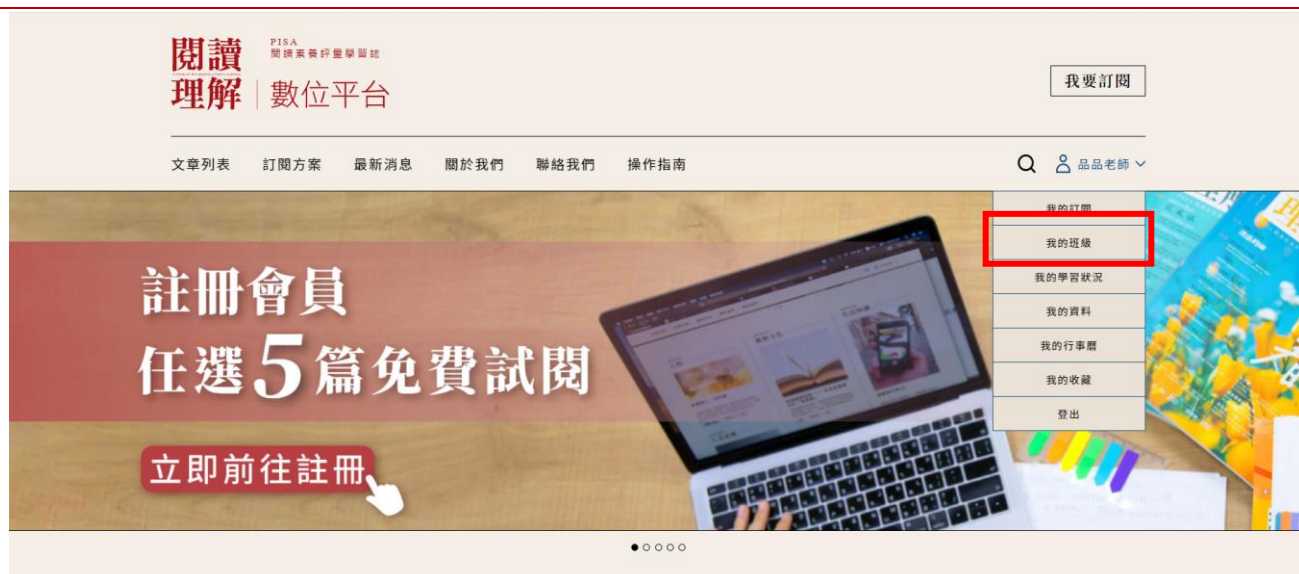 閱讀
理解
PISA
閱讀素養評量學習誌
數位平台
我要訂閱
文章列表 訂閱方案 最新消息 關於我們 聯絡我們 操作指南 品品老師
我的訂閱
我的班級
我的學習狀況
我的資料
我的行事曆
我的收藏
登出
註冊會員
任選5篇免費試閱
立即前往註冊